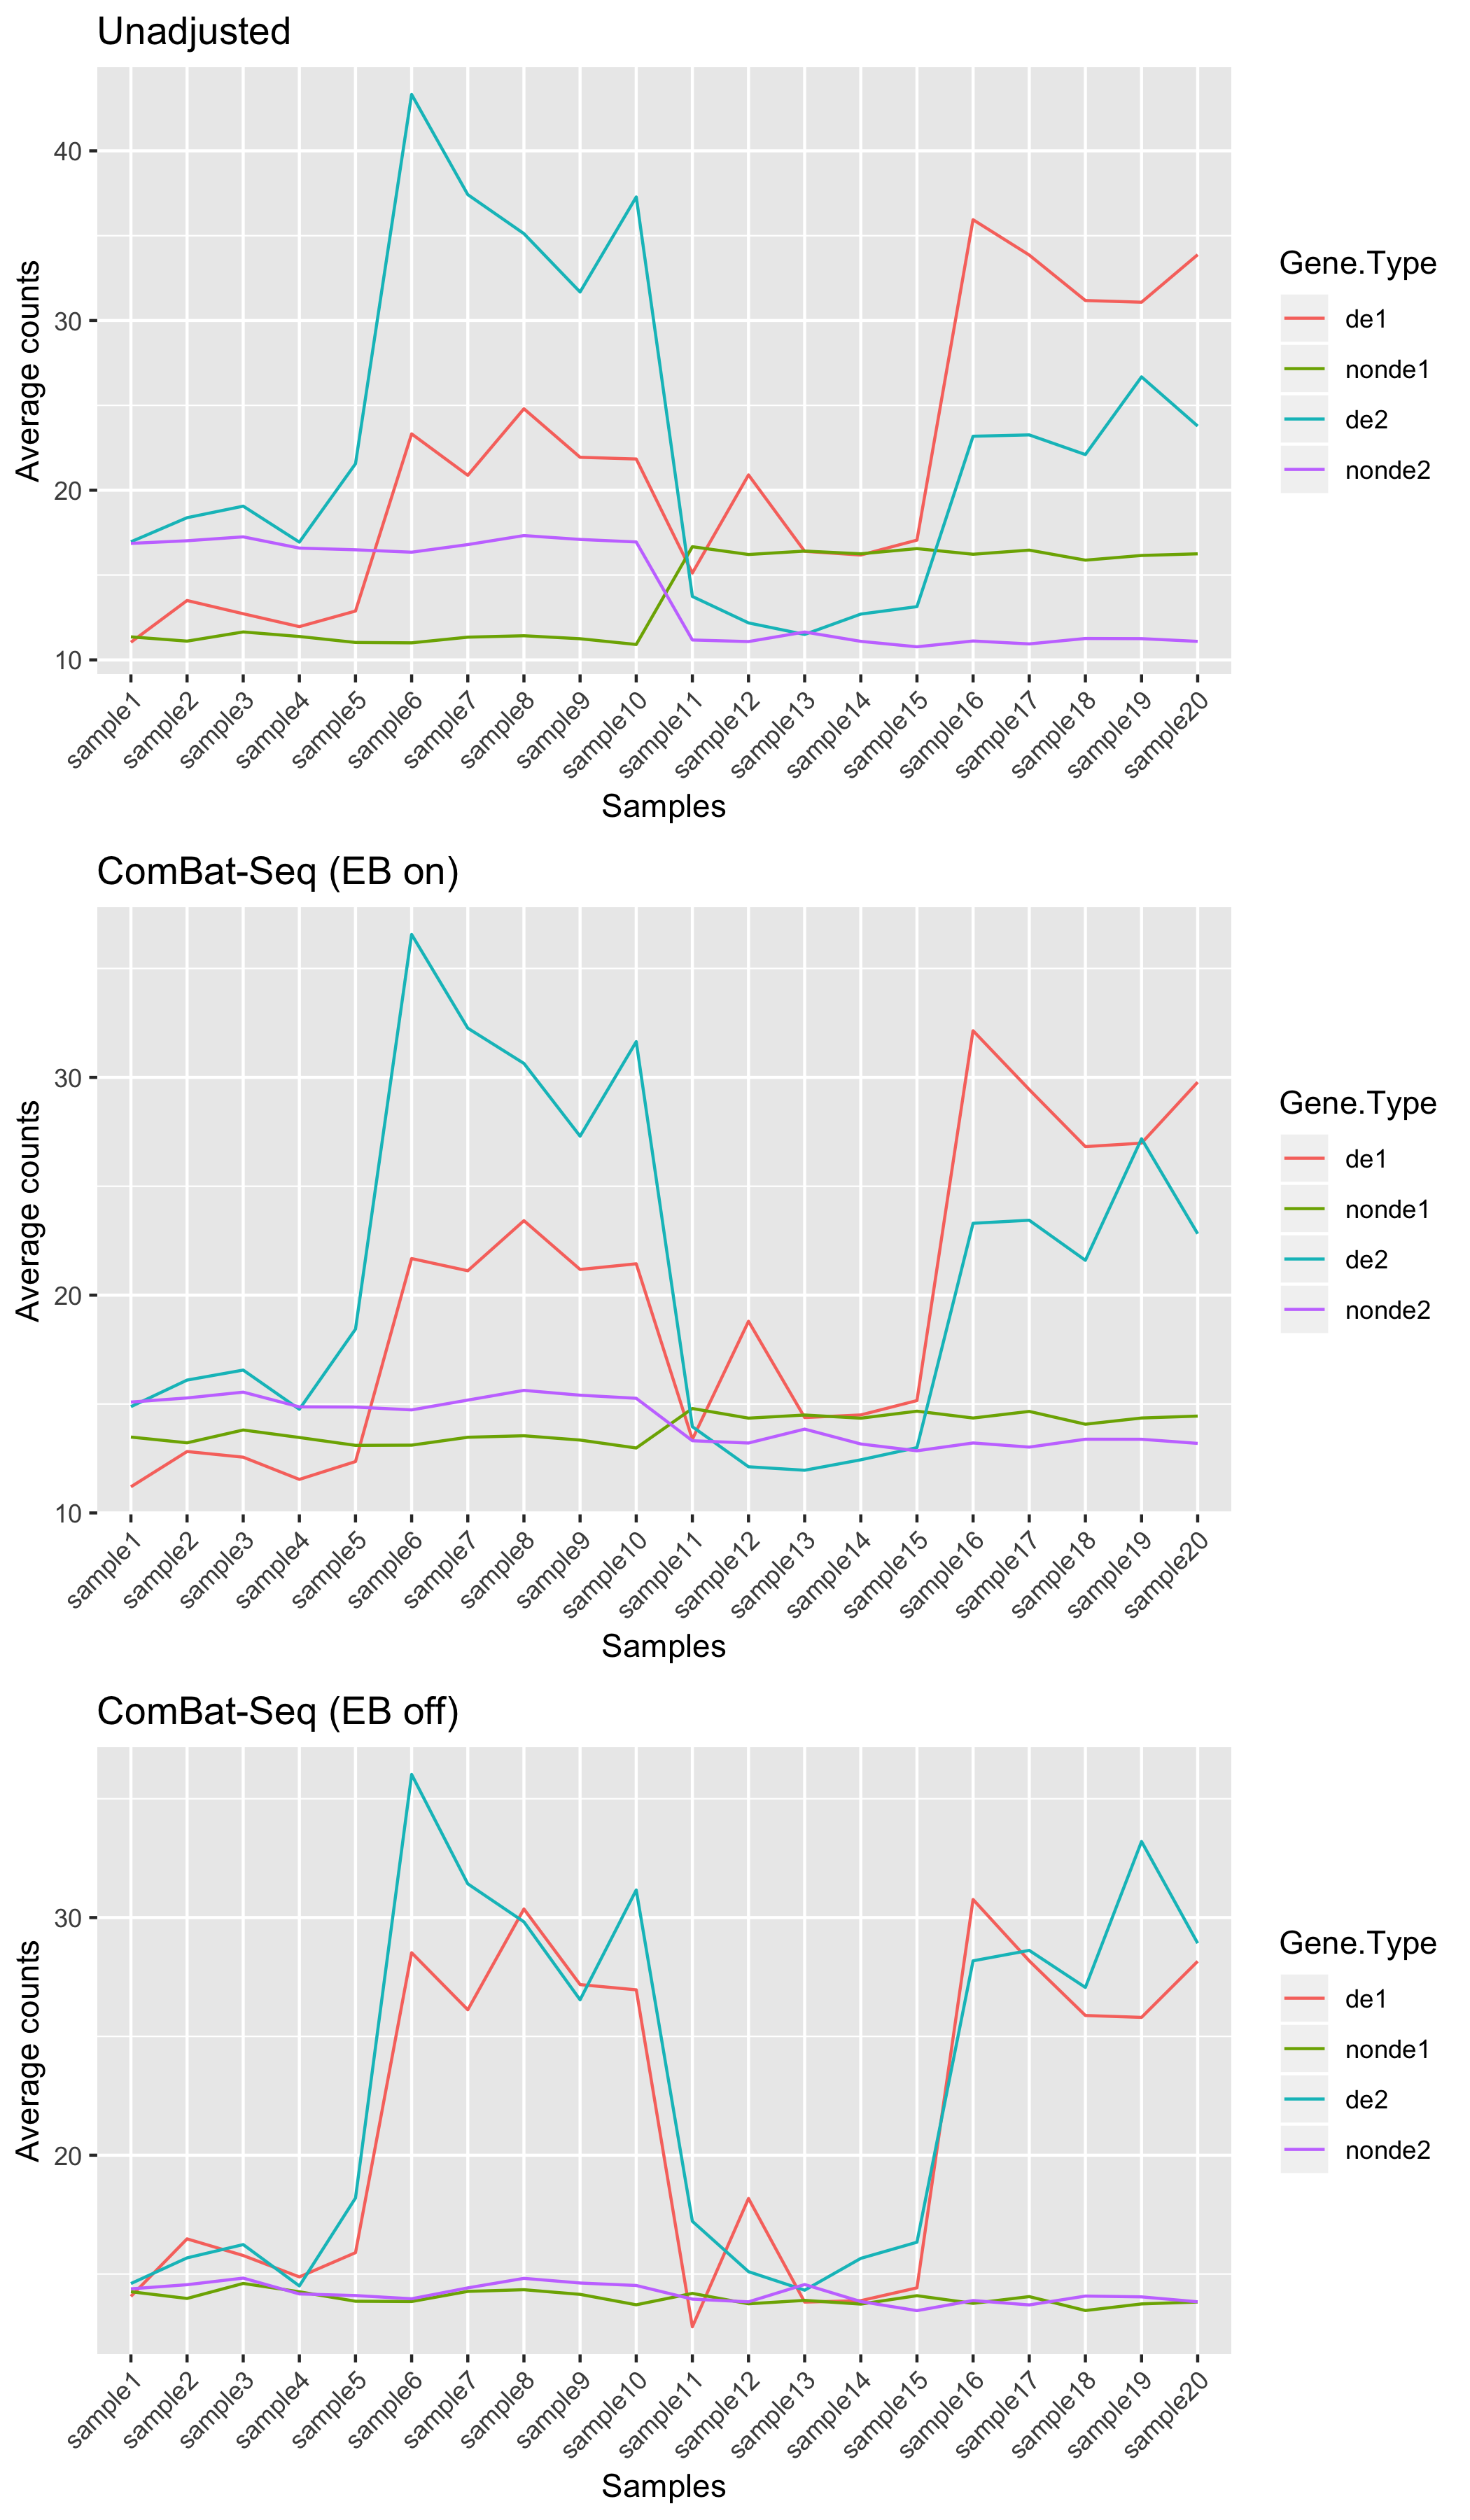 Unadjusted
Average counts
40
30
20
10
sample1
sample2
sample3
sample4
sample5
sample6
sample7
sample8
sample9
sample10
sample11
sample12
sample13
sample14
sample15
sample16
sample17
sample18
sample19
sample20
Samples
Gene.Type
de1
nonde1
de2
nonde2
ComBat-Seq (EB on)
Average counts
30
20
10
sample1
sample2
sample3
sample4
sample5
sample6
sample7
sample8
sample9
sample10
sample11
sample12
sample13
sample14
sample15
sample16
sample17
sample18
sample19
sample20
Samples
Gene.Type
de1
nonde1
de2
nonde2
ComBat-Seq (EB off)
Average counts
30
20
sample1
sample2
sample3
sample4
sample5
sample6
sample7
sample8
sample9
sample10
sample11
sample12
sample13
sample14
sample15
sample16
sample17
sample18
sample19
sample20
Samples
Gene.Type
de1
nonde1
de2
nonde2